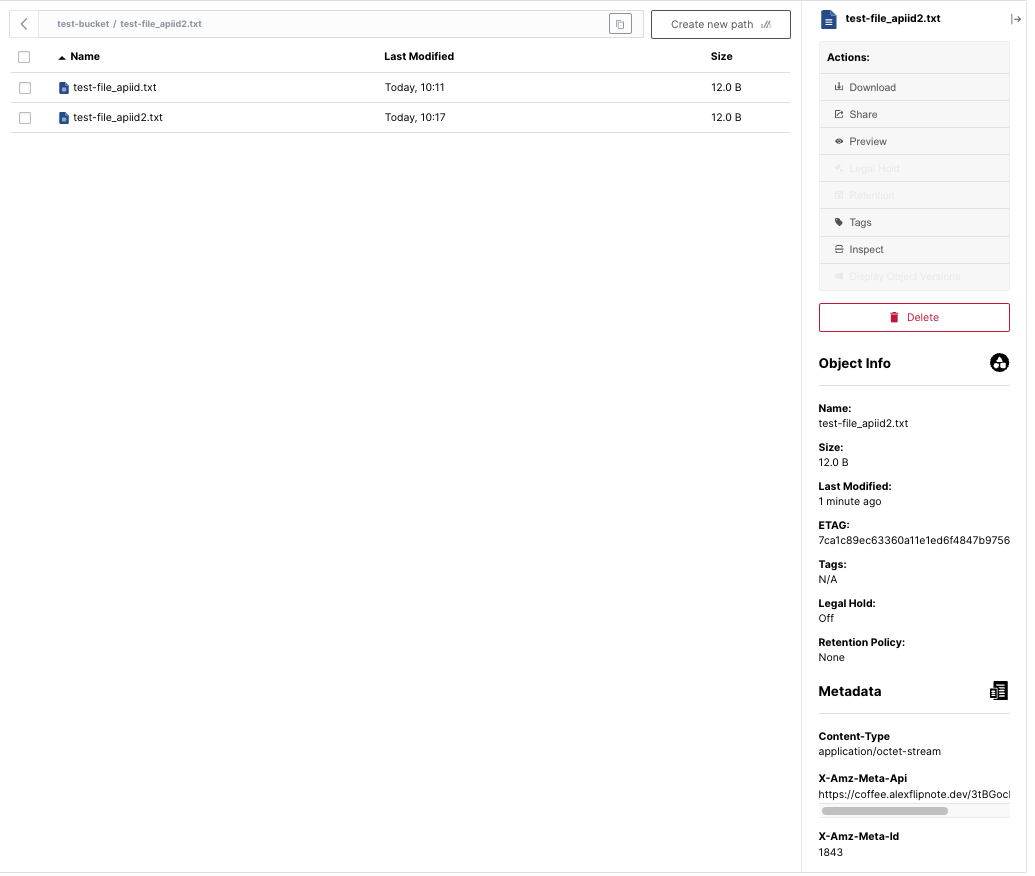 test-bucket / test-file_apiid2.txt
Create new path
Name Last Modified Size
test-file_apiid.txt Today, 10:11 12.0 B
test-file_apiid2.txt Today, 10:17 12.0 B
test-file_apiid2.txt
Actions:
Download
Share
Preview
Legal Hold
Retention
Tags
Inspect
Display Object Versions
Delete
Object Info
Name:
test-file_apiid2.txt
Size:
12.0 B
Last Modified:
1 minute ago
ETAG:
7ca1c89ec63360a11e1ed6f4847b9756
Tags:
N/A
Legal Hold:
Off
Retention Policy:
None
Metadata
Content-Type
application/octet-stream
X-Amz-Meta-Api
https://coffee.alexflipnote.dev/3tBGocl
X-Amz-Meta-Id
1843